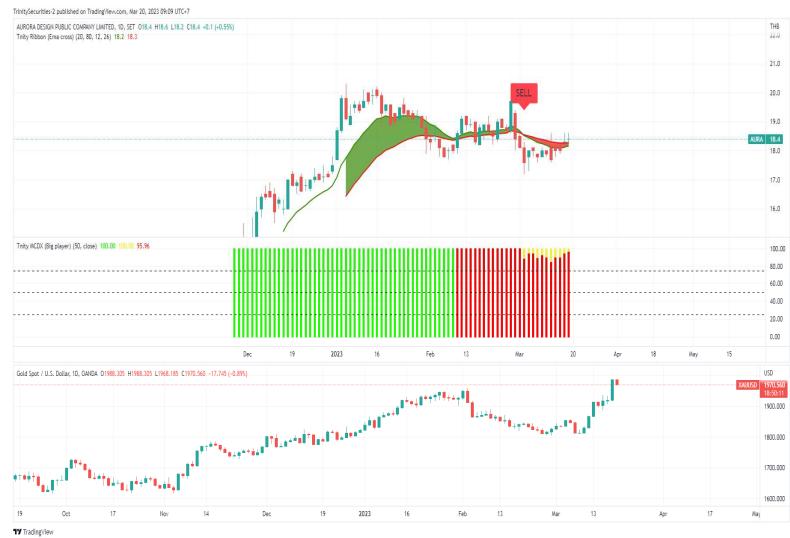 TrinitySecurities-2 published on TradingView.com, Mar 20, 2023 09:09 UTC+7
AURORA DESIGN PUBLIC COMPANY LIMITED, 1D, SET O18.4 H18.6 L18.2 C18.4 +0.1 (+0.55%)
THB
Tnity Ribbon (Ema cross) (20, 80, 12, 26) 18.2 18.3
22.0
21.0
20.0
SELL
19.0
AURA 18.4
18.0
17.0
16.0
Tnity MCDX (Big player) (50, close) 100.00 100.00 95.96
100.00
80.00
60.00
40.00
20.00
0.00
Dec 19 2023 16 Feb 13 Mar 20 Apr 18 May 15
Gold Spot / U.S. Dollar, 1D, OANDA O1988.305 H1988.305 L1968.185 C1970.560 -17.745 (-0.89%)
USD
XAUUSD 1970.560
18:50:11
1900.000
1800.000
1700.000
1600.000
19 Oct 17 Nov 14 Dec 19 2023 16 Feb 13 Mar 13 Apr 17 May
TradingView